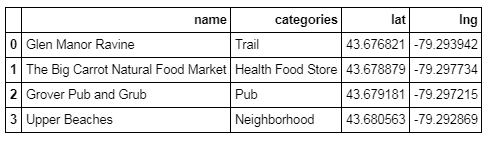 name categories lat lng
0 Glen Manor Ravine Trail 43.676821 -79.293942
1 The Big Carrot Natural Food Market Health Food Store 43.678879 -79.297734
2 Grover Pub and Grub Pub 43.679181 -79.297215
3 Upper Beaches Neighborhood 43.680563 -79.292869